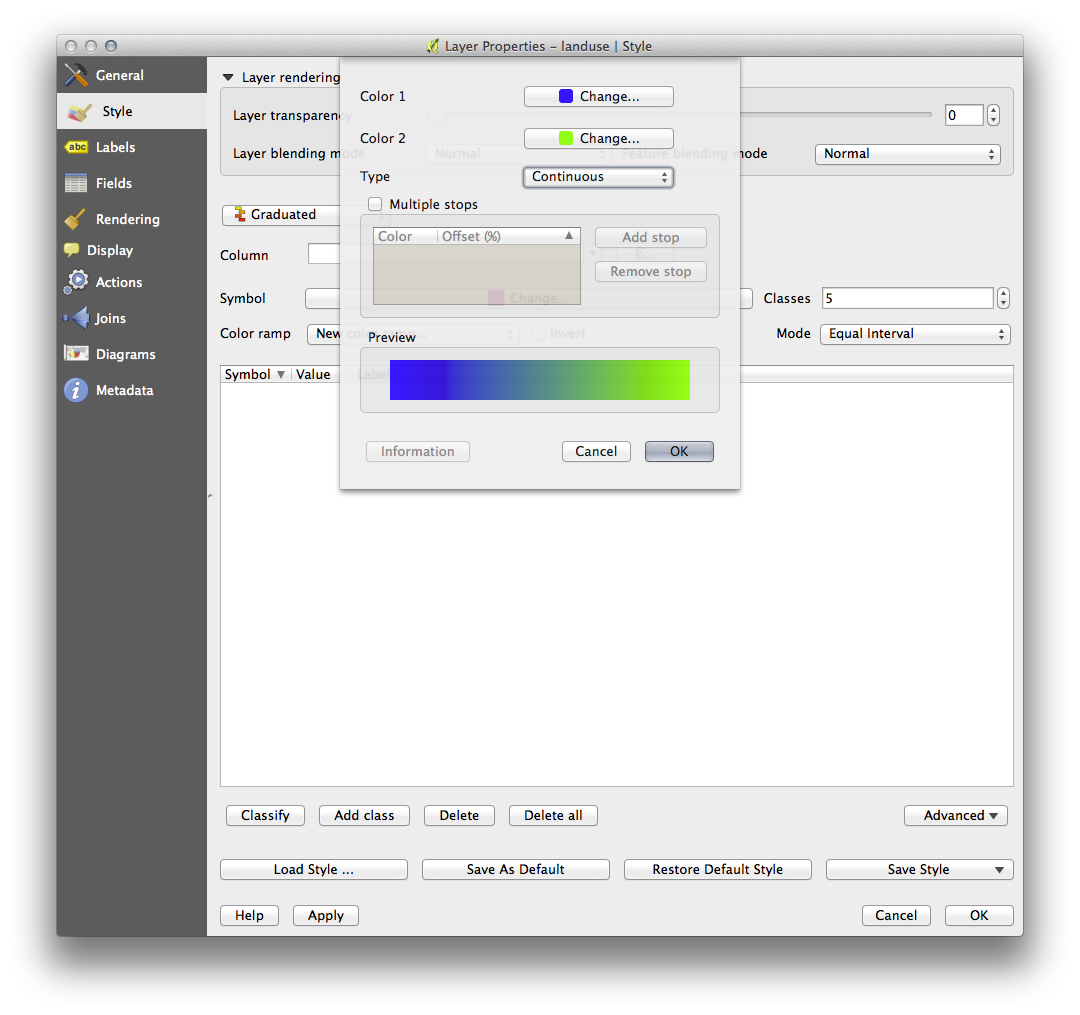 Layer Properties – landuse | Style
General
Style
abc Labels
Fields
Rendering
Display
Actions
Joins
Diagrams
Metadata
Layer rendering
Layer transparency
0
Layer blending mode Normal Feature blending mode Normal
Color 1 Change...
Color 2 Change...
Type Continuous
Multiple stops
Color Offset (%)
Add stop
Remove stop
Preview
Information Cancel OK
Graduated
Column
Symbol Change... Classes 5
Color ramp New color ramp... Invert Mode Equal Interval
Symbol Value Label
Classify Add class Delete Delete all Advanced
Load Style ... Save As Default Restore Default Style Save Style
Help Apply Cancel OK